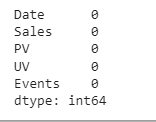 Date 0
Sales 0
PV 0
UV 0
Events 0
dtype: int64